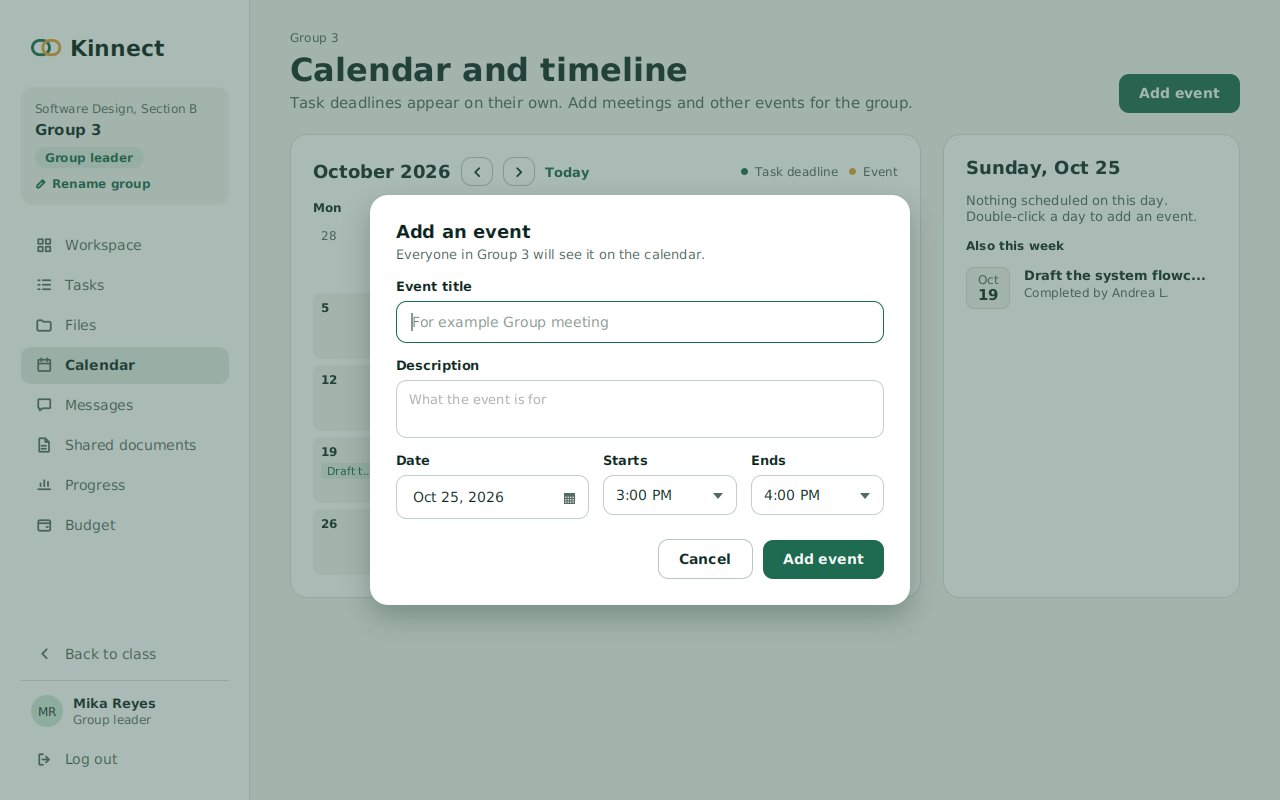 Kinnect
Software Design, Section B
Group 3
Group leader
Rename group
Workspace
Tasks
Files
Calendar
Messages
Shared documents
Progress
Budget
Back to class
MR
Mika Reyes
Group leader
Log out
Group 3
Calendar and timeline
Task deadlines appear on their own. Add meetings and other events for the group.
Add event
October 2026
Today
Task deadline
Event
Mon
28
5
12
19
Draft t...
26
Add an event
Everyone in Group 3 will see it on the calendar.
Event title
For example Group meeting
Description
What the event is for
Date
Starts
Ends
Oct 25, 2026
3:00 PM
4:00 PM
Cancel
Add event
Sunday, Oct 25
Nothing scheduled on this day.
Double-click a day to add an event.
Also this week
Oct
19
Draft the system flowc...
Completed by Andrea L.